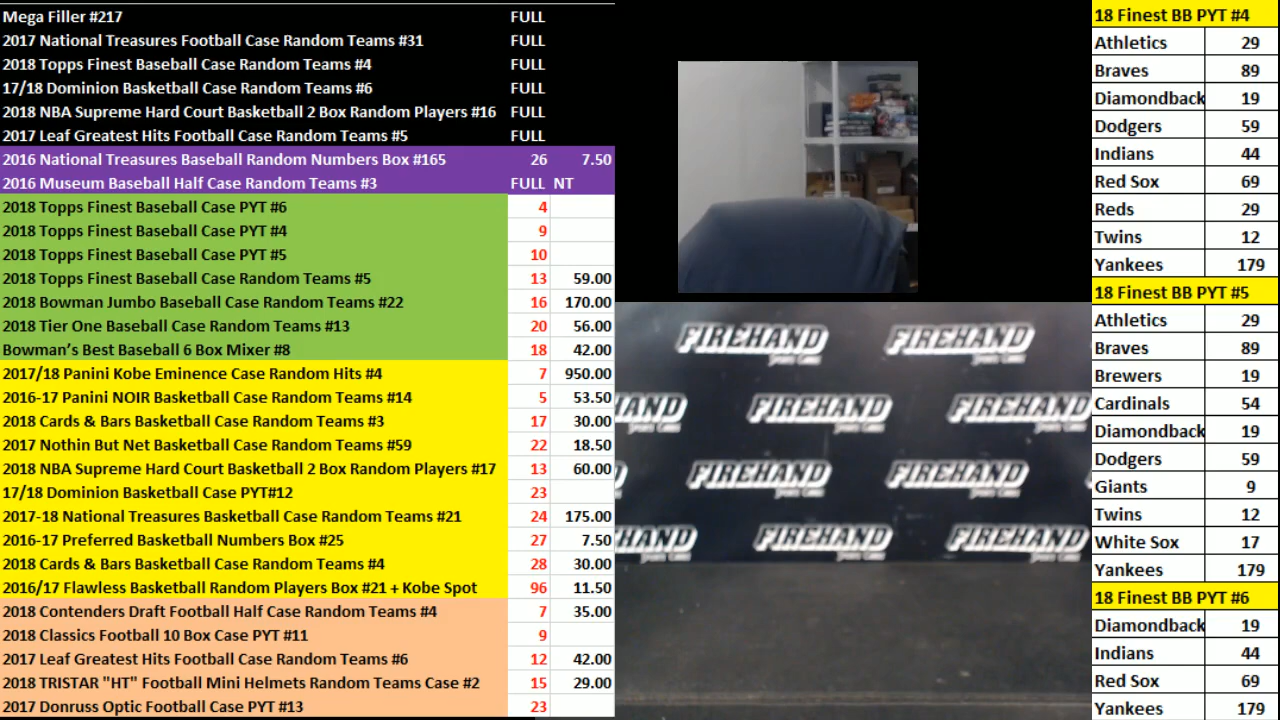 Mega Filler #217 FULL
2017 National Treasures Football Case Random Teams #31 FULL
2018 Topps Finest Baseball Case Random Teams #4 FULL
17/18 Dominion Basketball Case Random Teams #6 FULL
2018 NBA Supreme Hard Court Basketball 2 Box Random Players #16 FULL
2017 Leaf Greatest Hits Football Case Random Teams #5 FULL
2016 National Treasures Baseball Random Numbers Box #165 26 7.50
2016 Museum Baseball Half Case Random Teams #3 FULL NT
2018 Topps Finest Baseball Case PYT #6 4
2018 Topps Finest Baseball Case PYT #4 9
2018 Topps Finest Baseball Case PYT #5 10
2018 Topps Finest Baseball Case Random Teams #5 13 59.00
2018 Bowman Jumbo Baseball Case Random Teams #22 16 170.00
2018 Tier One Baseball Case Random Teams #13 20 56.00
Bowman's Best Baseball 6 Box Mixer #8 18 42.00
2017/18 Panini Kobe Eminence Case Random Hits #4 7 950.00
2016-17 Panini NOIR Basketball Case Random Teams #14 5 53.50
2018 Cards & Bars Basketball Case Random Teams #3 17 30.00
2017 Nothin But Net Basketball Case Random Teams #59 22 18.50
2018 NBA Supreme Hard Court Basketball 2 Box Random Players #17 13 60.00
17/18 Dominion Basketball Case PYT#12 23
2017-18 National Treasures Basketball Case Random Teams #21 24 175.00
2016-17 Preferred Basketball Numbers Box #25 27 7.50
2018 Cards & Bars Basketball Case Random Teams #4 28 30.00
2016/17 Flawless Basketball Random Players Box #21 + Kobe Spot 96 11.50
2018 Contenders Draft Football Half Case Random Teams #4 7 35.00
2018 Classics Football 10 Box Case PYT #11 9
2017 Leaf Greatest Hits Football Case Random Teams #6 12 42.00
2018 TRISTAR "HT" Football Mini Helmets Random Teams Case #2 15 29.00
2017 Donruss Optic Football Case PYT #13 23
FIREHAND FIREHAND
HAND FIREHAND FIREHAND
FIREHAND FIREHAND
HAND FIREHAND FIREHAND
18 Finest BB PYT #4
Athletics 29
Braves 89
Diamondback 19
Dodgers 59
Indians 44
Red Sox 69
Reds 29
Twins 12
Yankees 179
18 Finest BB PYT #5
Athletics 29
Braves 89
Brewers 19
Cardinals 54
Diamondback 19
Dodgers 59
Giants 9
Twins 12
White Sox 17
Yankees 179
18 Finest BB PYT #6
Diamondback 19
Indians 44
Red Sox 69
Yankees 179